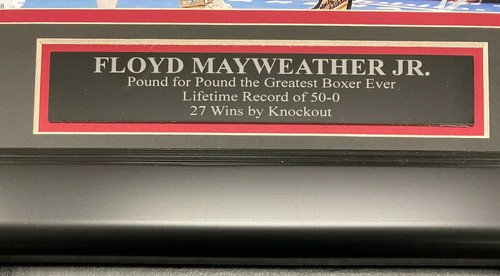 FLOYD MAYWEATHER JR.
Pound for Pound the Greatest Boxer Ever
Lifetime Record of 50-0
27 Wins by Knockout